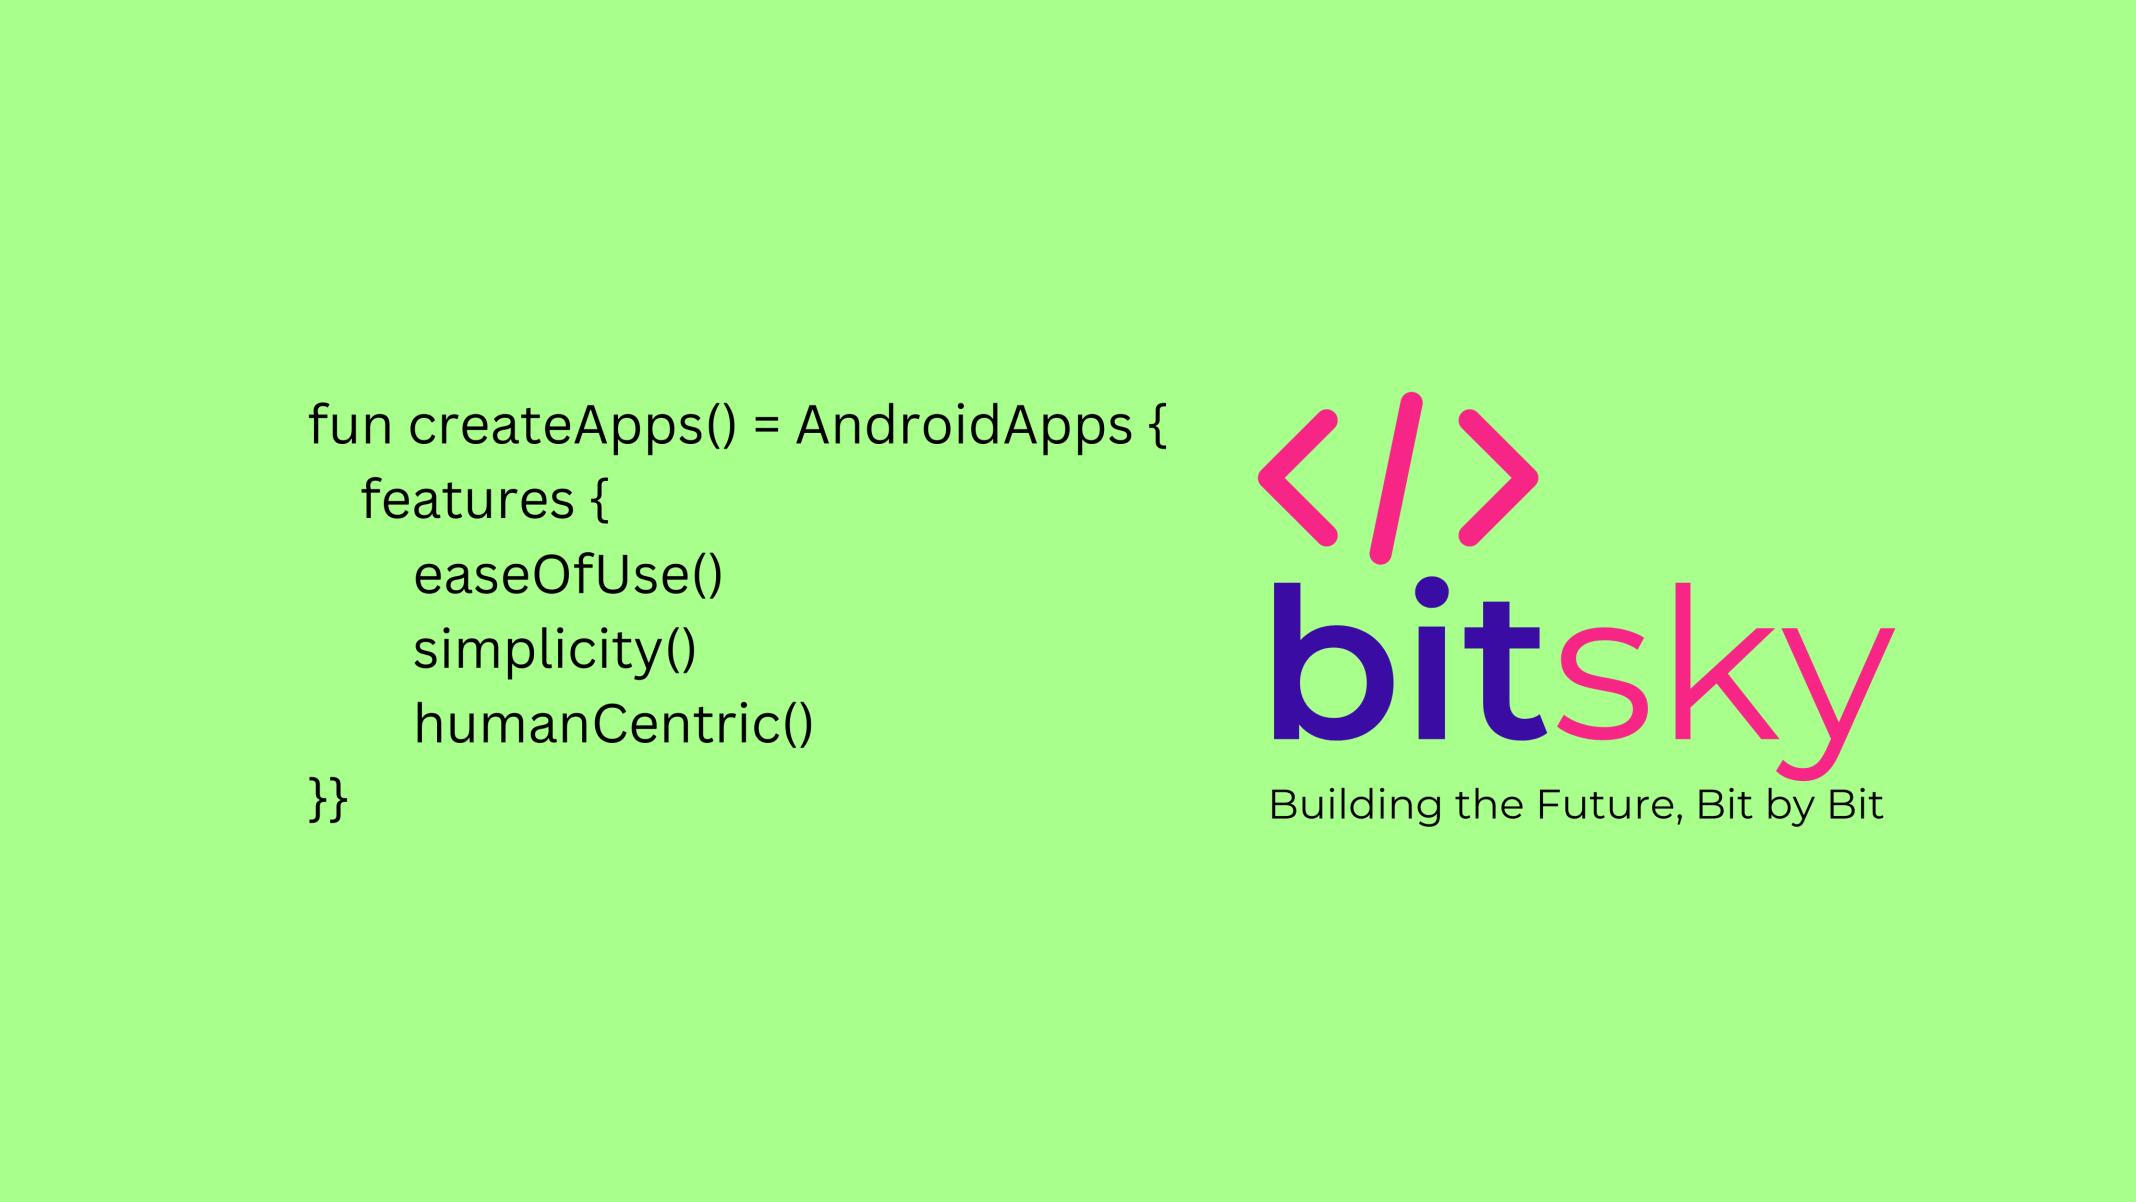 fun createApps() = AndroidApps {
features {
easeOfUse()
simplicity()
humanCentric()
}}
</>
bitsky
Building the Future, Bit by Bit